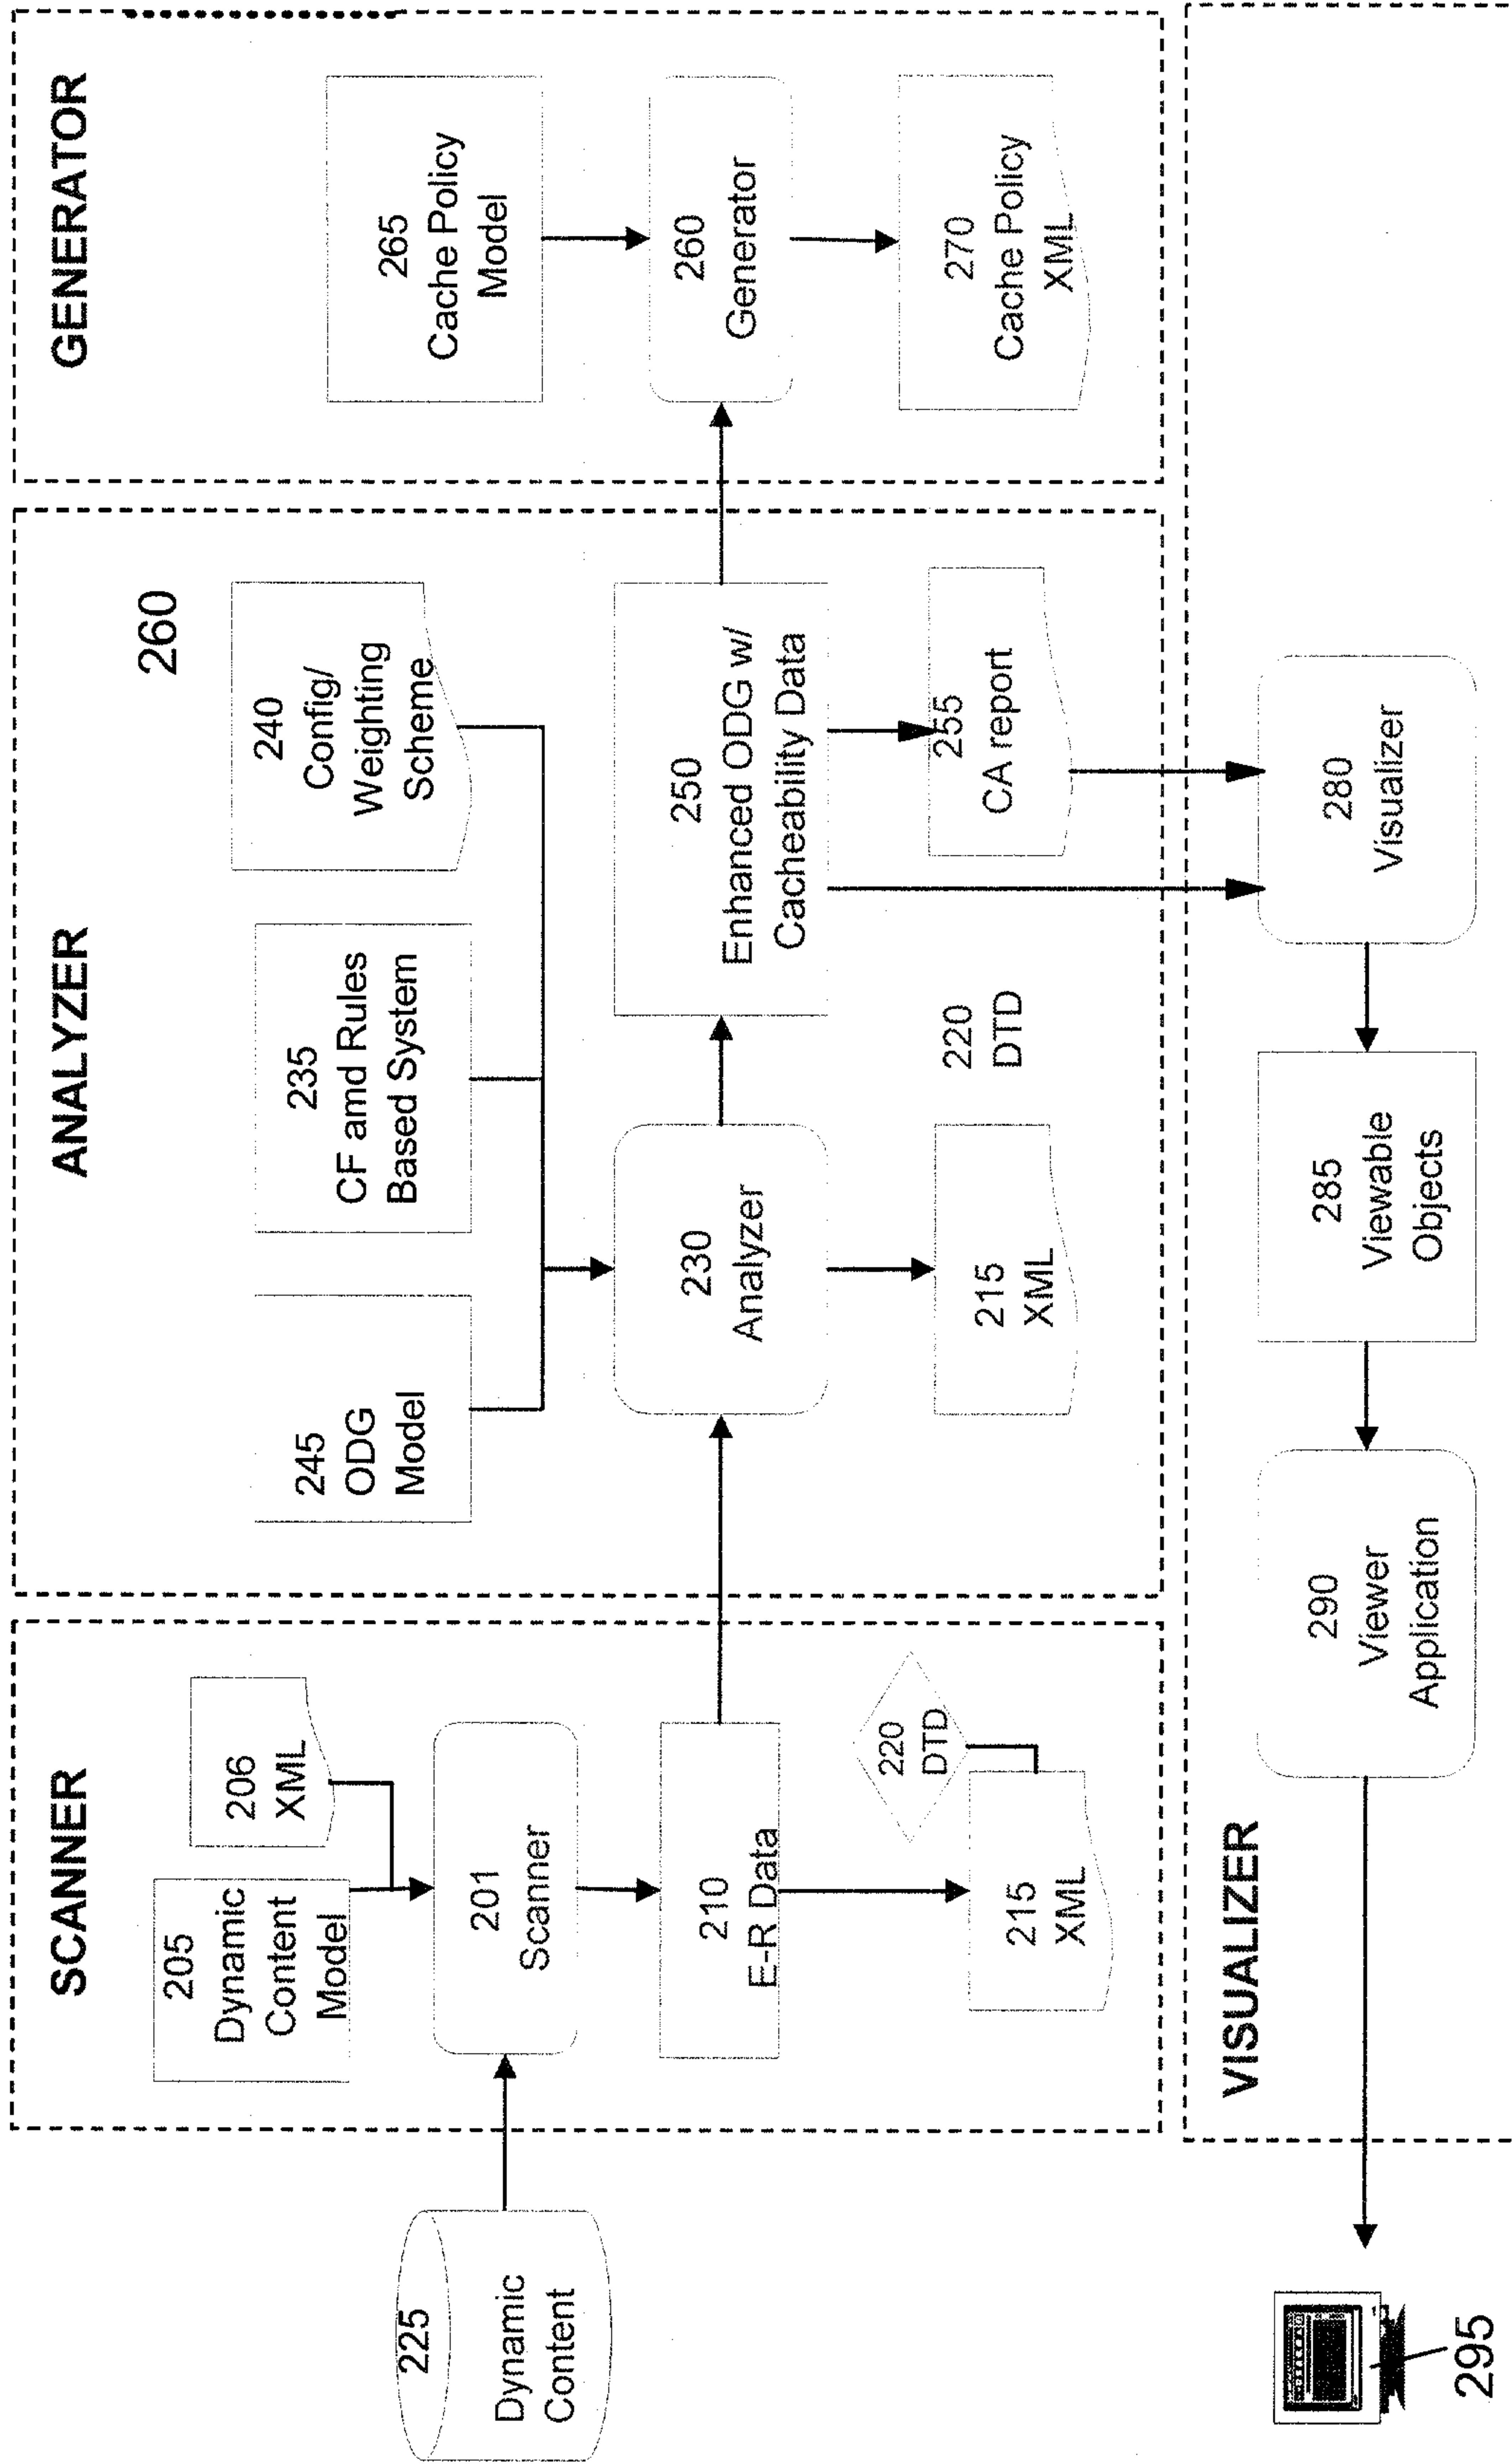 SCANNER
205
Dynamic
Content
Model
206
XML
225
Dynamic
Content
201
Scanner
210
E-R Data
220
DTD
215
XML
ANALYZER
260
245
ODG
Model
235
CF amd Rules
Based System
240
Config/
Weighting
Scheme
230
Analyzer
250
Enhanced ODG w/
Cacheability Data
215
XML
220
DTD
255
CA report
GENERATOR
265
Cache Policy
Model
260
Generator
270
Cache Policy
XML
VISUALIZER
295
290
Viewer
Application
285
Viewable
Objects
280
Visualizer